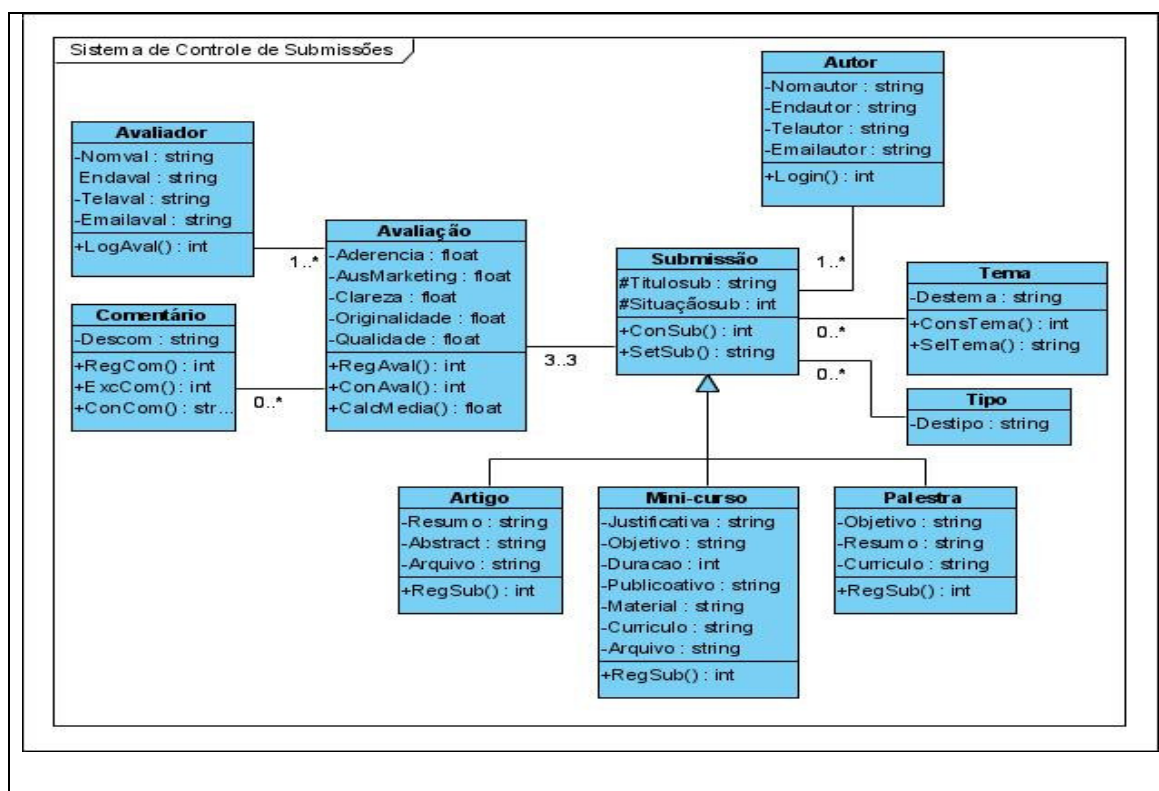 Sistema de Controle de Submissões
Autor
-Nomautor : string
-Endautor : string
-Telautor : string
-Emailautor : string
+Login() : int
Avaliador
-Nomval : string
Endaval : string
-Telaval : string
-Emailaval : string
+LogAval() : int
1..*
Avaliação
-Aderencia : float
-AusMarketing : float
-Clareza : float
-Originalidade : float
-Qualidade : float
+RegAval() : int
+ConAval() : int
+CalcMedia() : float
3..3
Submissão
#Titulosub : string
#Situaçãosub : int
+ConSub() : int
+SetSub() : string
1..*
0..*
0..*
Tema
-Destema : string
+ConsTema() : int
+SelTema() : string
Comentário
-Descom : string
+RegCom() : int
+ExcCom() : int
+ConCom() : str...
0..*
Tipo
-Destipo : string
Artigo
-Resumo : string
-Abstract : string
-Arquivo : string
+RegSub() : int
Mini-curso
-Justificativa : string
-Objetivo : string
-Duracao : int
-Publicoativo : string
-Material : string
-Curriculo : string
-Arquivo : string
+RegSub() : int
Palestra
-Objetivo : string
-Resumo : string
-Curriculo : string
+RegSub() : int